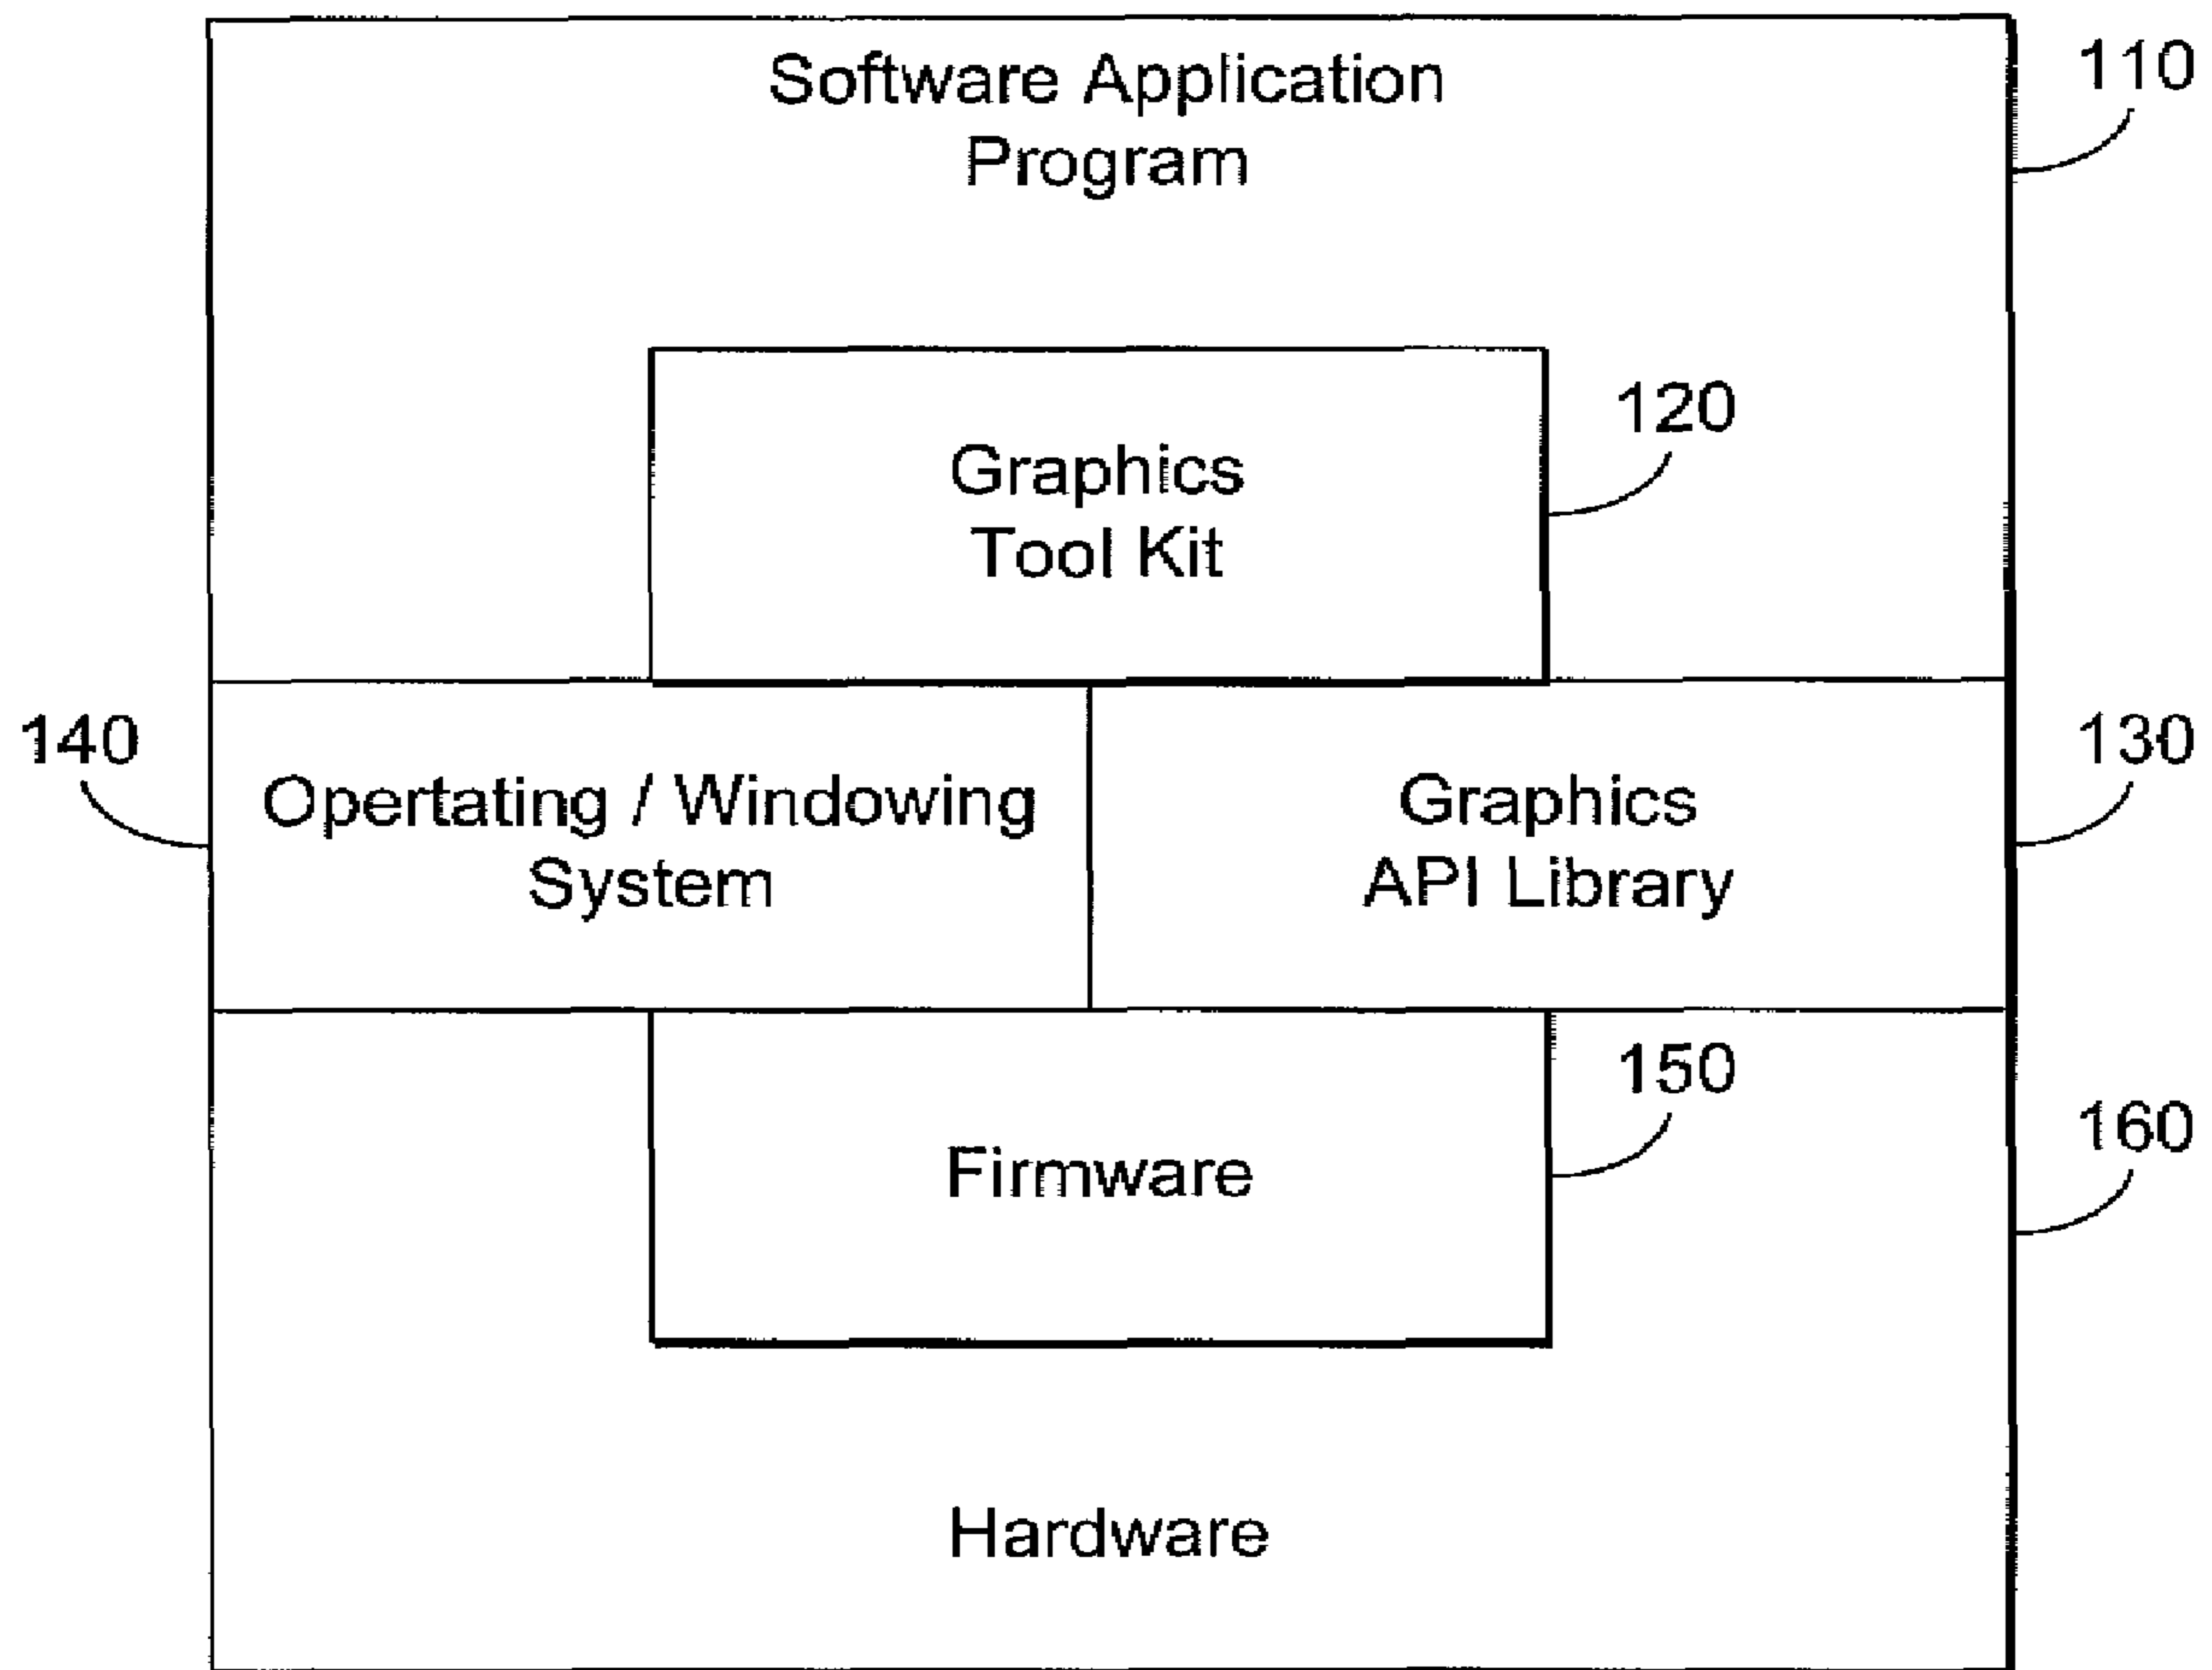 Software Application
Program
110
Graphics
Tool Kit
120
140
Opertating / Windowing
System
Graphics
API Library
130
Firmware
150
160
Hardware